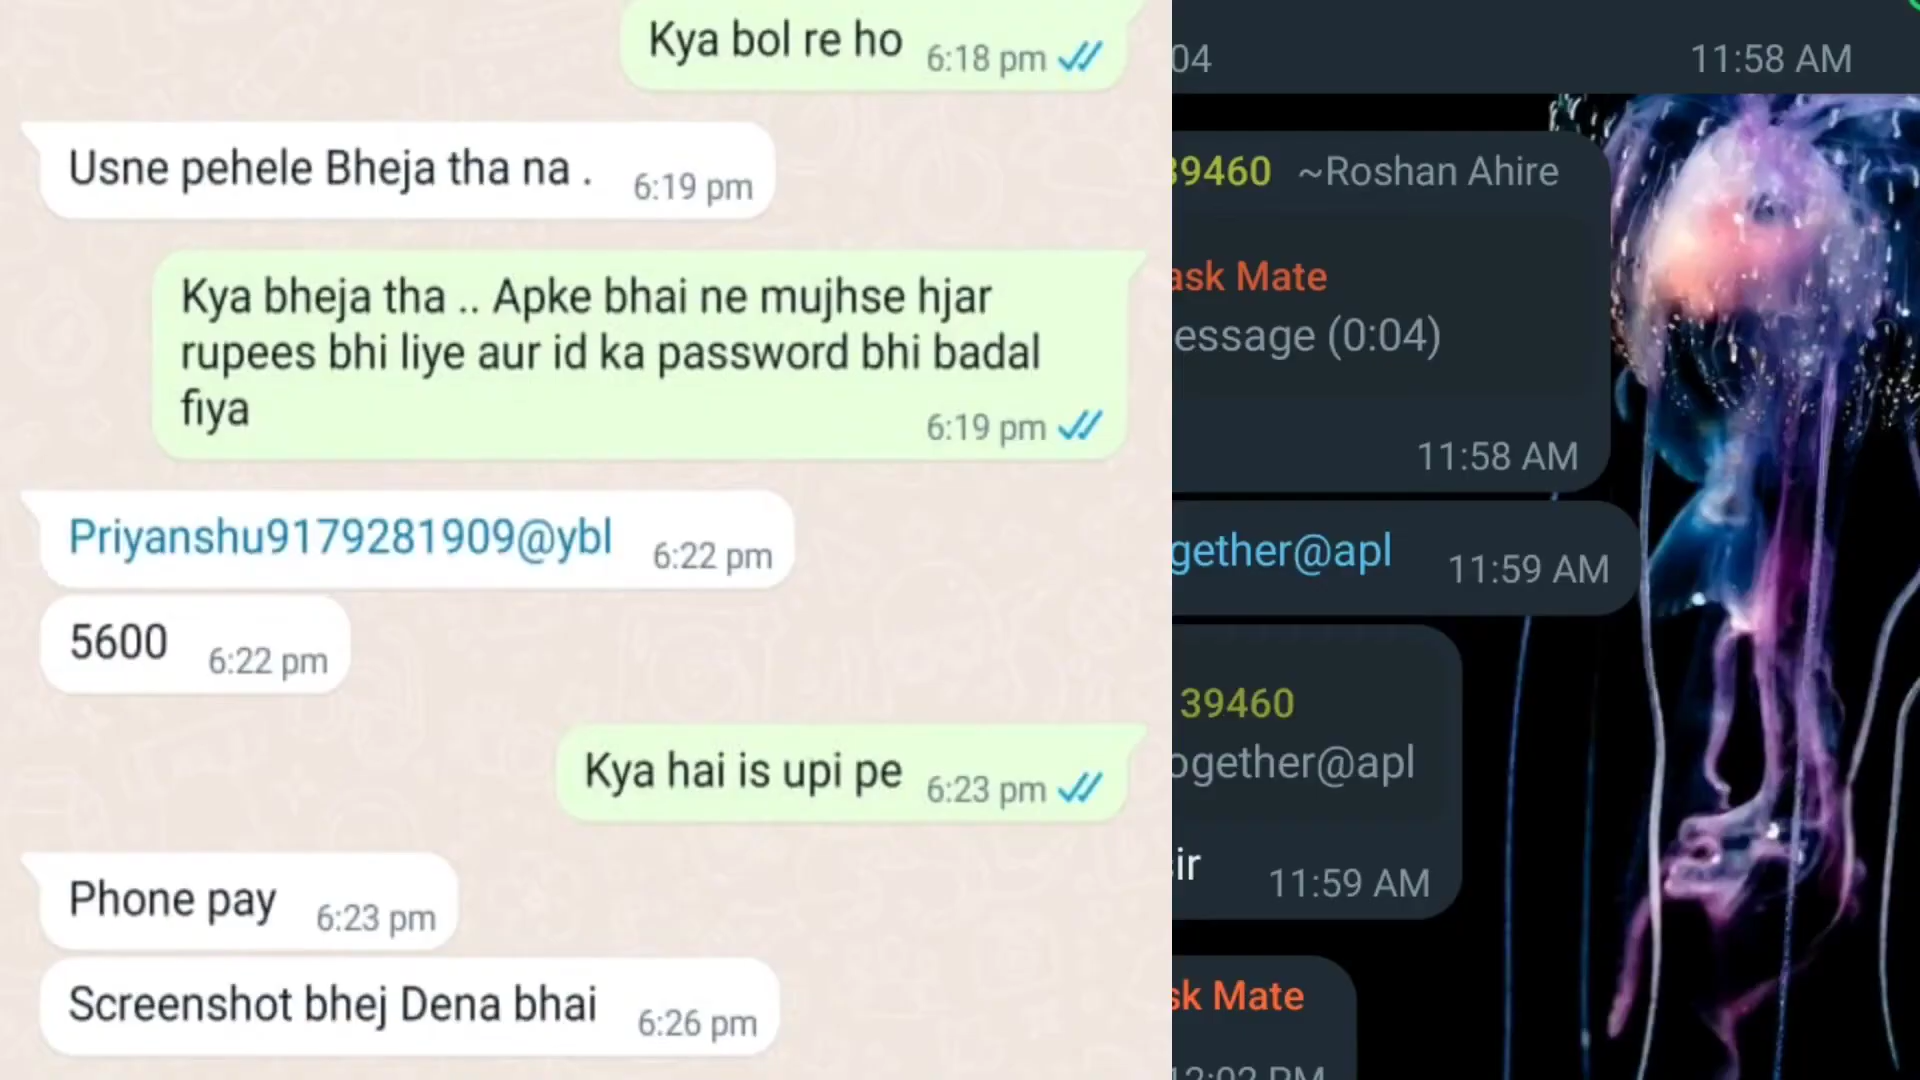 Kya bol re ho 6:18 pm
Usne pehele Bheja tha na . 6:19 pm
Kya bheja tha .. Apke bhai ne mujhse hjar
rupees bhi liye aur id ka password bhi badal
fiya
6:19 pm
Priyanshu9179281909@ybl 6:22 pm
5600 6:22 pm
Kya hai is upi pe 6:23 pm
Phone pay 6:23 pm
Screenshot bhej Dena bhai 6:26 pm
04 11:58 AM
39460 ~Roshan Ahire
ask Mate
essage (0:04)
11:58 AM
gether@apl 11:59 AM
39460
ogether@apl
sir 11:59 AM
sk Mate
12:02 PM